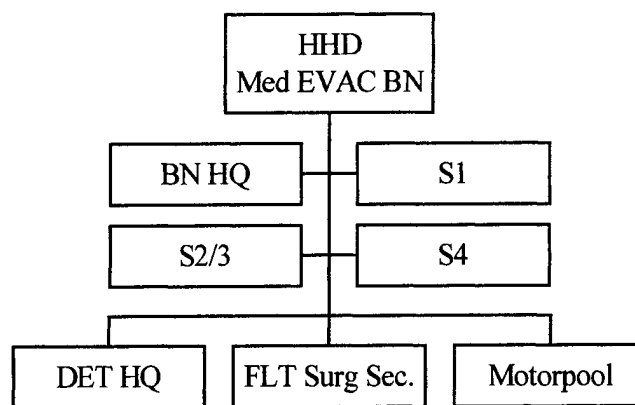 HHD
Med EVAC BN
BN HQ
S1
S2/3
S4
DET HQ
FLT Surg Sec.
Motorpool